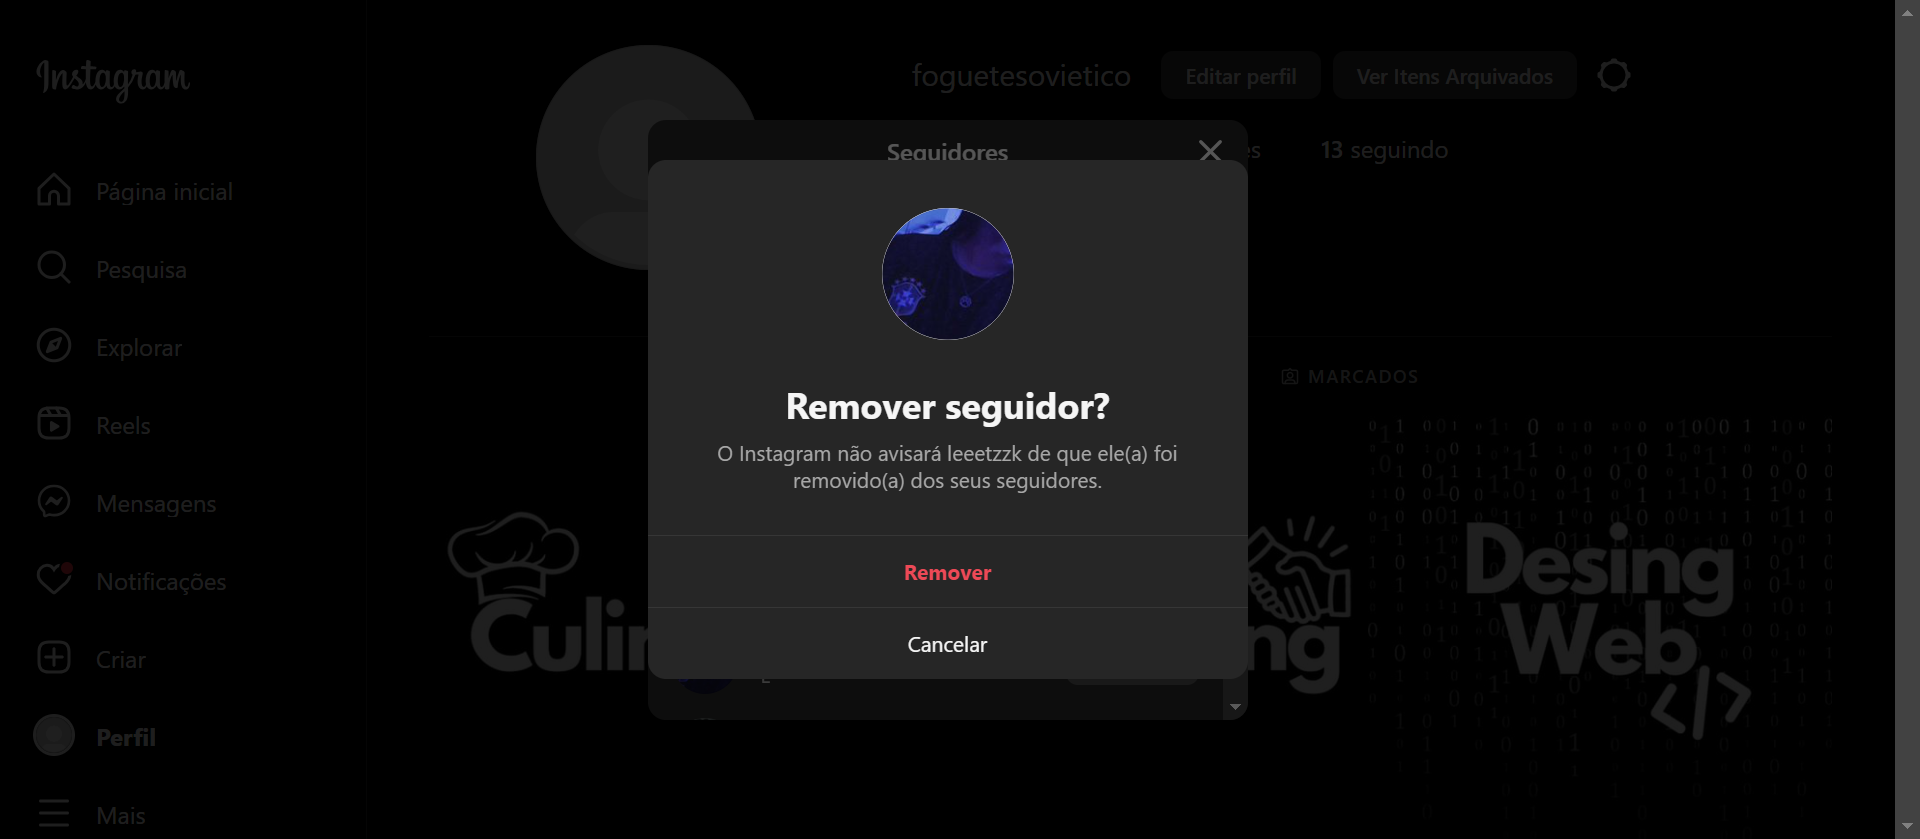 Instagram
foguetesovietico
Editar perfil
Ver Itens Arquivados
Seguidores
es
13 seguindo
Página inicial
Pesquisa
Explorar
Reels
Mensagens
Notificações
Criar
Perfil
Mais
Remover seguidor?
O Instagram não avisará leeetzzk de que ele(a) foi
removido(a) dos seus seguidores.
Remover
Cancelar
MARCADOS
Culin
ng
Desing
Web
</>